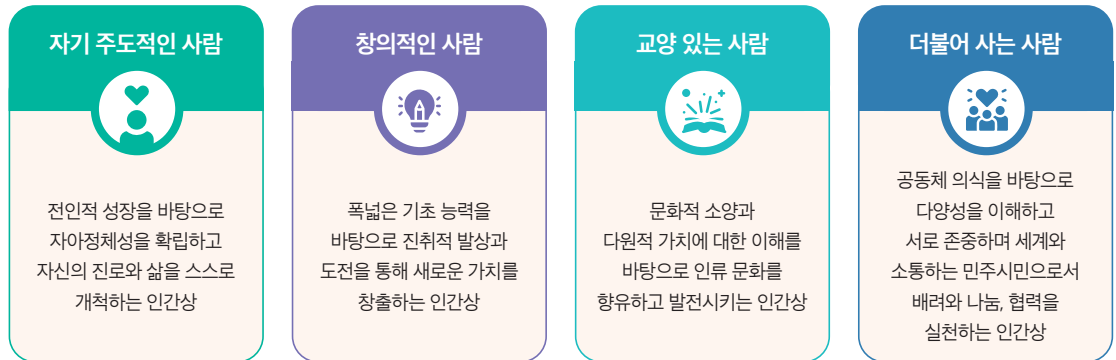 자기 주도적인 사람
전인적 성장을 바탕으로
자아정체성을 확립하고
자신의 진로와 삶을 스스로
개척하는 인간상
창의적인 사람
폭넓은 기초 능력을
바탕으로 진취적 발상과
도전을 통해 새로운 가치를
창출하는 인간상
교양 있는 사람
문화적 소양과
다원적 가치에 대한 이해를
바탕으로 인류 문화를
향유하고 발전시키는 인간상
더불어 사는 사람
공동체 의식을 바탕으로
다양성을 이해하고
서로 존중하며 세계와
소통하는 민주시민으로서
배려와 나눔, 협력을
실천하는 인간상